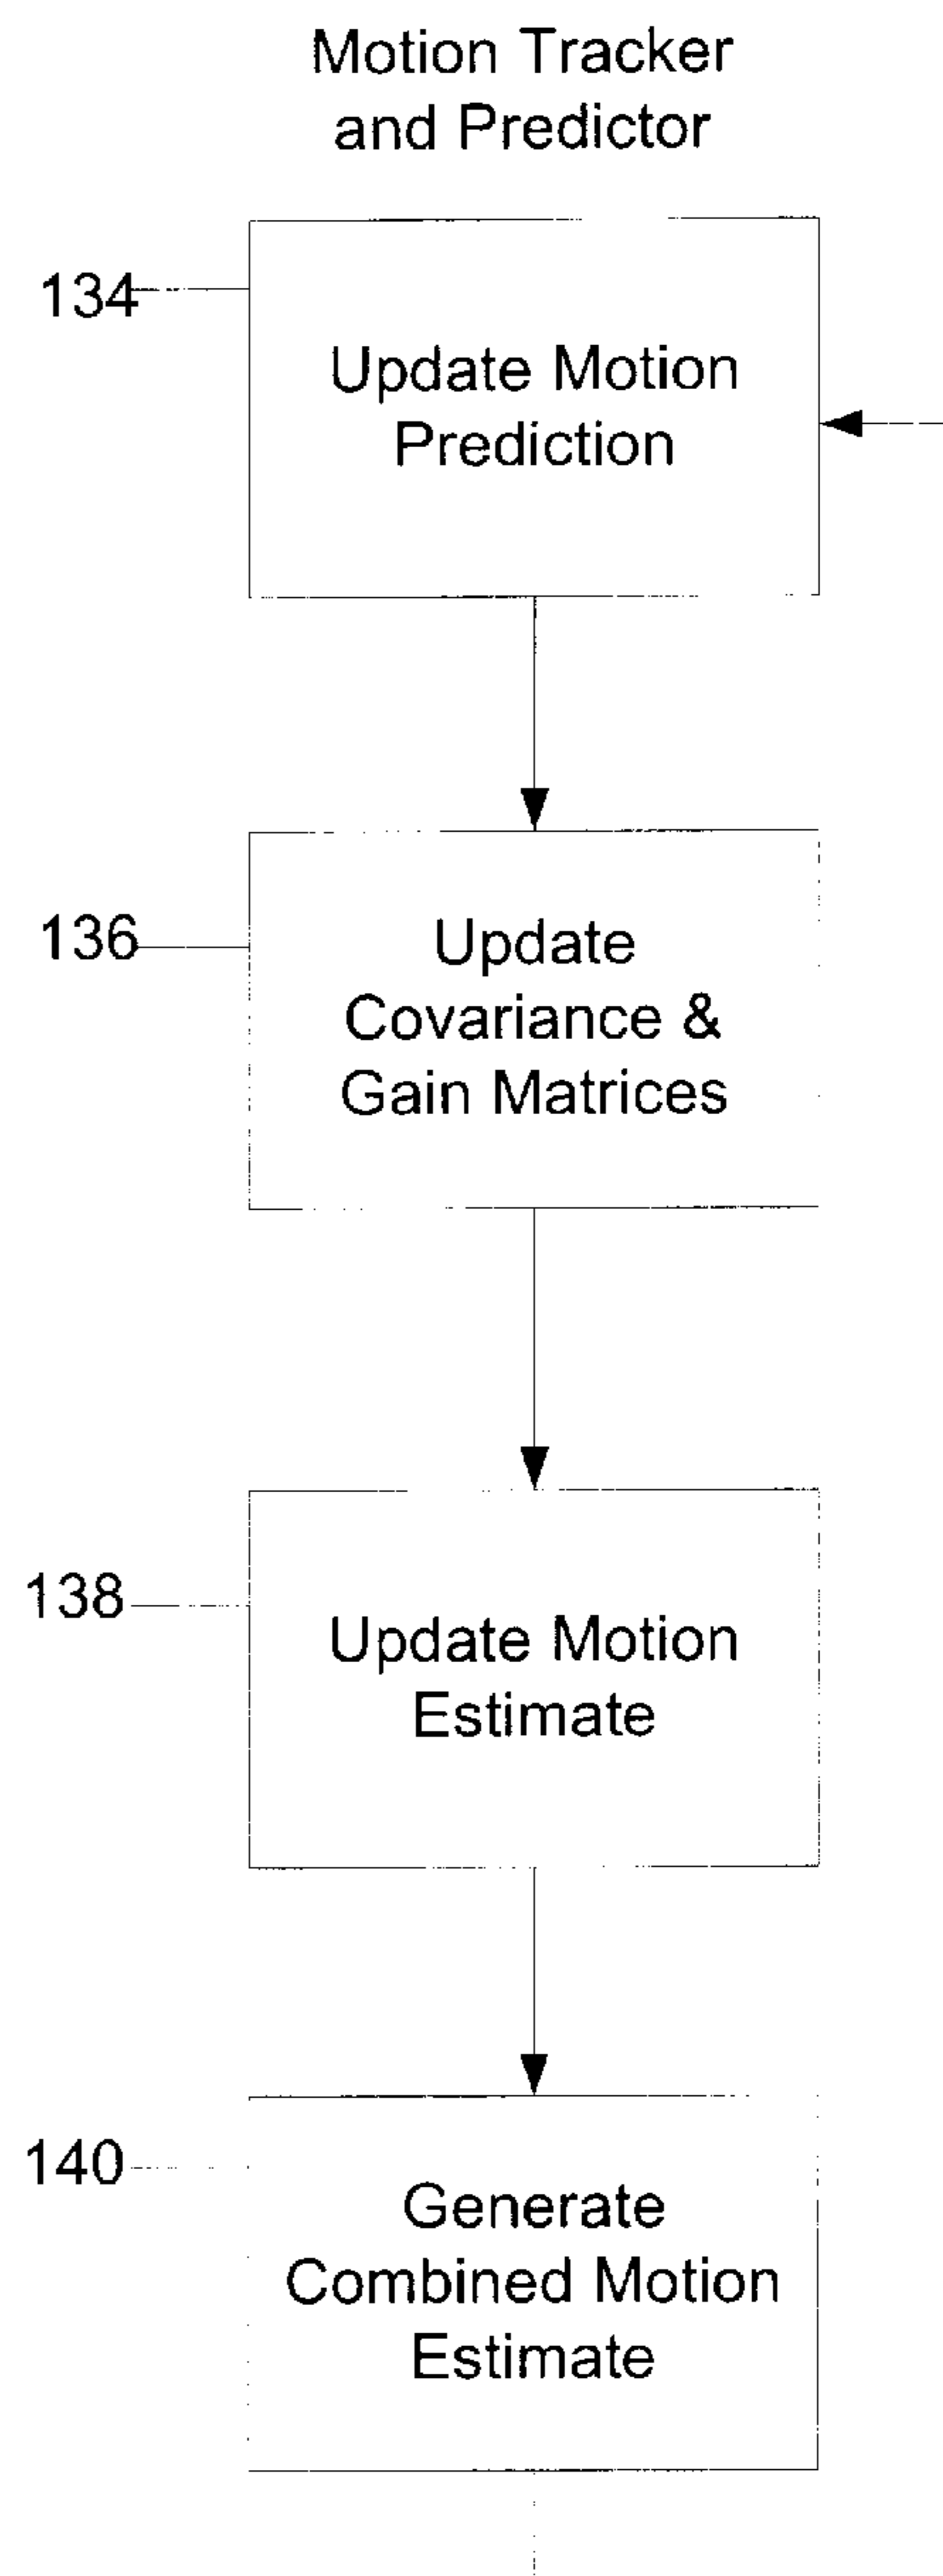 Motion Tracker
and Predictor
134
Update Motion
Prediction
136
Update
Covariance &
Gain Matrices
138
Update Motion
Estimate
140
Generate
Combined Motion
Estimate